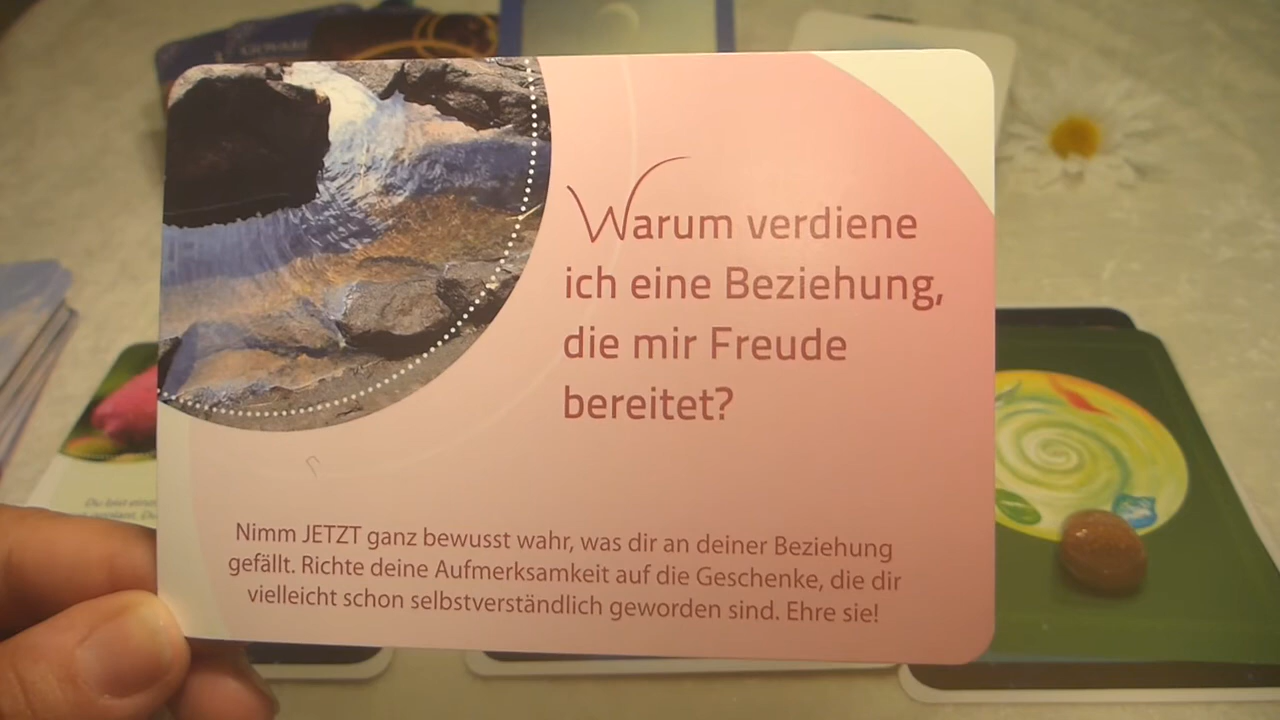 Warum verdiene
ich eine Beziehung,
die mir Freude
bereitet?
Nimm JETZT ganz bewusst wahr, was dir an deiner Beziehung
gefällt. Richte deine Aufmerksamkeit auf die Geschenke, die dir
vielleicht schon selbstverständlich geworden sind. Ehre sie!